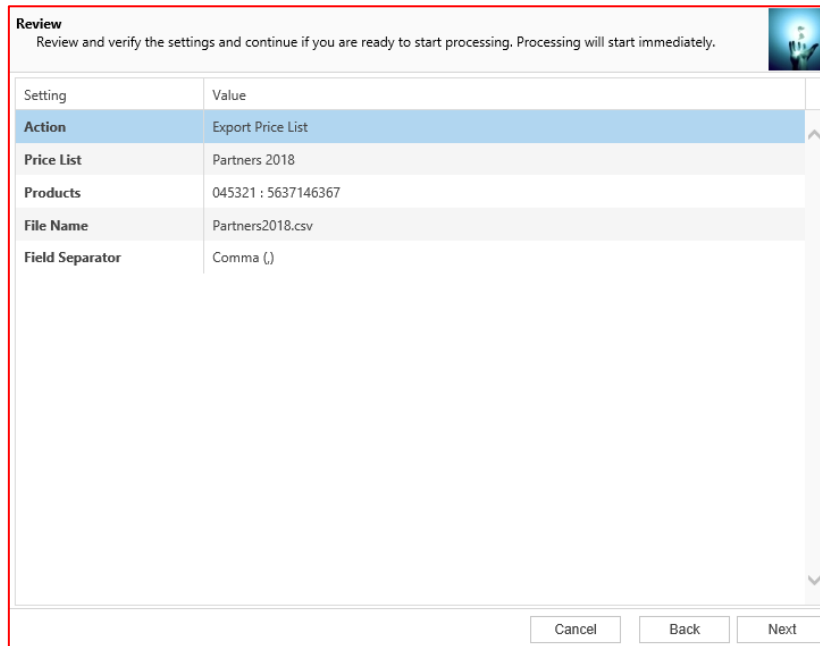 Review
Review and verify the settings and continue if you are ready to start processing. Processing will start immediately.
Setting Value
Action Export Price List
Price List Partners 2018
Products 045321 : 5637146367
File Name Partners2018.csv
Field Separator Comma (,)
Cancel Back Next